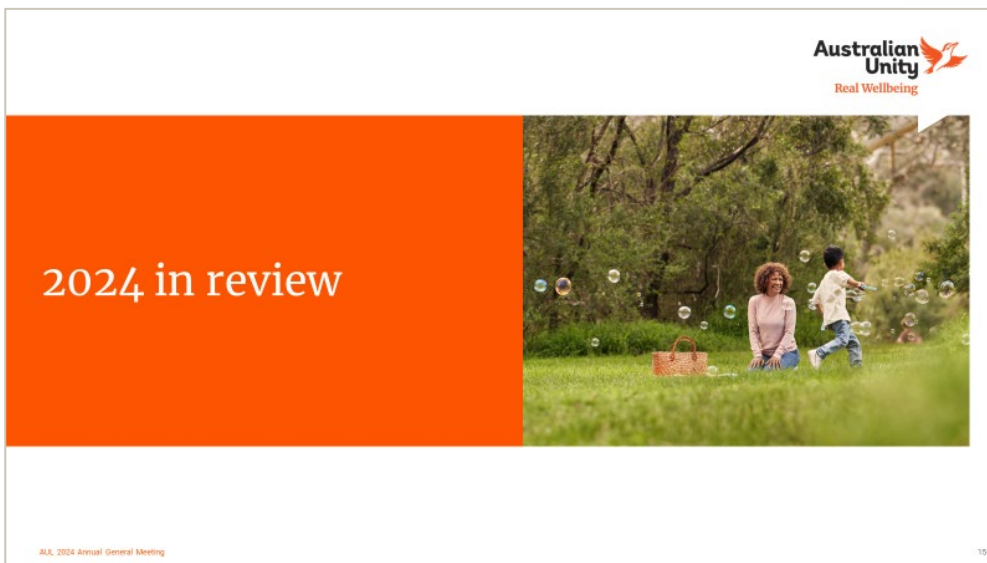 Australian
Unity
Real Wellbeing
2024 in review
AUL 2024 Annual General Meeting
15